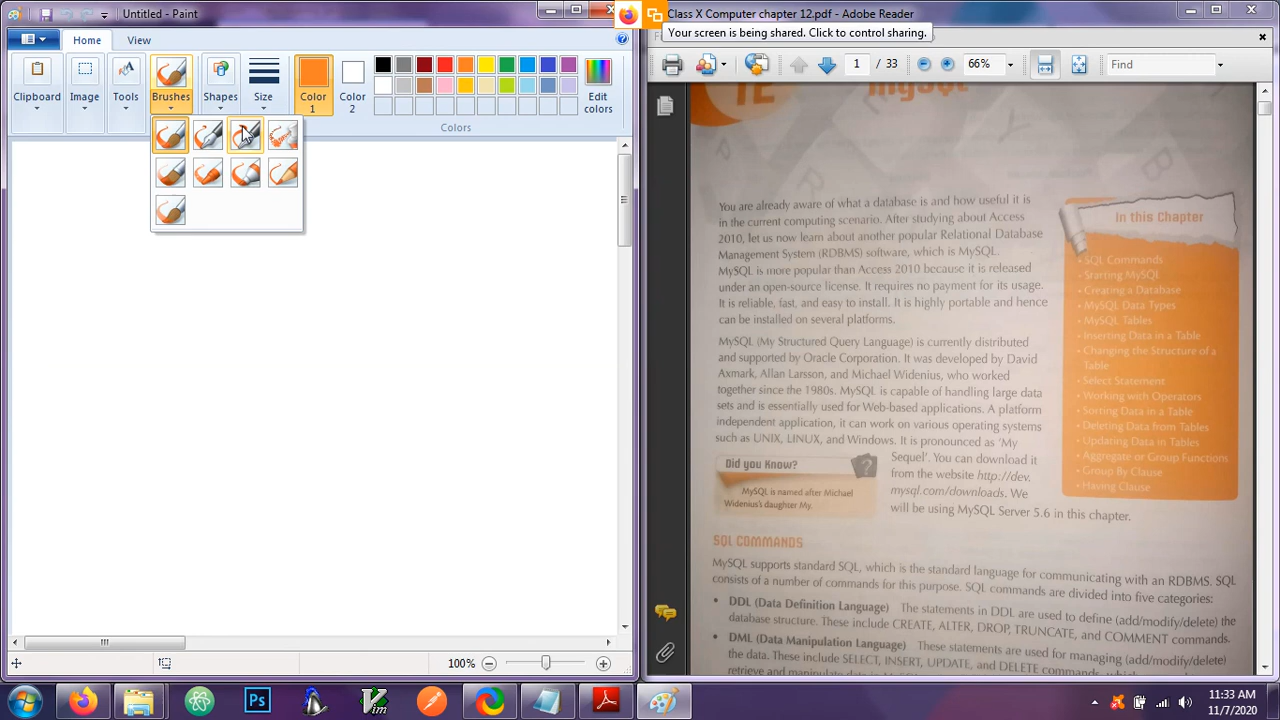 Untitled - Paint
Home
View
Clipboard
Image
Tools
Brushes
Shapes
Size
Color 1
Color 2
Edit colors
Colors
100%
Class X Computer chapter 12.pdf - Adobe Reader
Your screen is being shared. Click to control sharing.
1 / 33
66%
Find
12
MySQL
You are already aware of what a database is and how useful it is
in the current computing scenario. After studying about Access
2010, let us now learn about another popular Relational Database
Management System (RDBMS) software, which is MySQL.
MySQL is more popular than Access 2010 because it is released
under an open-source license. It requires no payment for its usage.
It is reliable, fast, and easy to install. It is highly portable and hence
can be installed on several platforms.
MySQL (My Structured Query Language) is currently distributed
and supported by Oracle Corporation. It was developed by David
Axmark, Allan Larsson, and Michael Widenius, who worked
together since the 1980s. MySQL is capable of handling large data
sets and is essentially used for Web-based applications. A platform
independent application, it can work on various operating systems
such as UNIX, LINUX, and Windows. It is pronounced as 'My
Sequel'. You can download it
from the website http://dev.
mysql.com/downloads. We
will be using MySQL Server 5.6 in this chapter.
Did you Know?
?
MySQL is named after Michael
Widenius's daughter My.
In this Chapter
• SQL Commands
• Starting MySQL
• Creating a Database
• MySQL Data Types
• MySQL Tables
• Inserting Data in a Table
• Changing the Structure of a
Table
• Select Statement
• Working with Operators
• Sorting Data in a Table
• Deleting Data from Tables
• Updating Data in Tables
• Aggregate or Group Functions
• Group By Clause
• Having Clause
SQL COMMANDS
MySQL supports standard SQL, which is the standard language for communicating with an RDBMS. SQL
consists of a number of commands for this purpose. SQL commands are divided into five categories:
• DDL (Data Definition Language) The statements in DDL are used to define (add/modify/delete) the
database structure. These include CREATE, ALTER, DROP, TRUNCATE, and COMMENT commands.
• DML (Data Manipulation Language) These statements are used for managing (add/modify/delete)
the data. These include SELECT, INSERT, UPDATE, and DELETE commands
retrieve and manipulate data
Ps
11:33 AM
11/7/2020